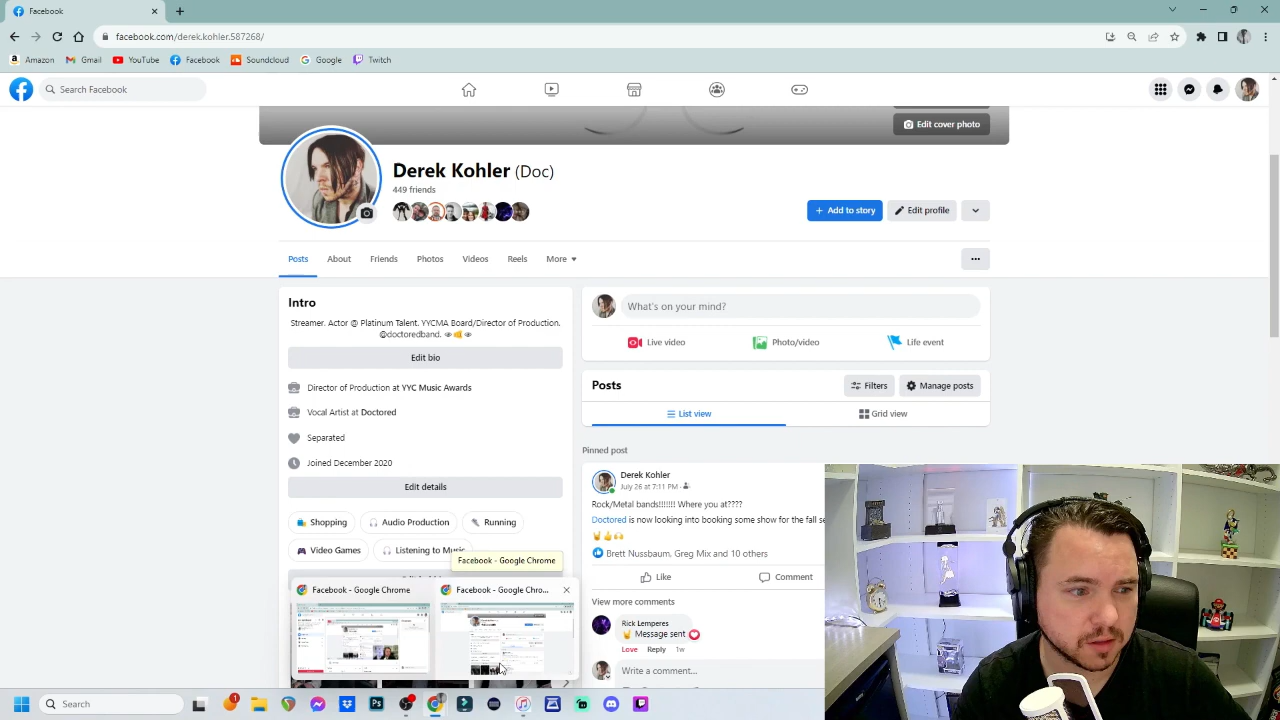 Facebook
facebook.com/derek.kohler.587268/
Amazon
Gmail
YouTube
Facebook
Soundcloud
Google
Twitch
Search Facebook
Edit cover photo
Derek Kohler (Doc)
449 friends
Add to story
Edit profile
Posts
About
Friends
Photos
Videos
Reels
More
Intro
Streamer. Actor @ Platinum Talent. YYCMA Board/Director of Production.
@doctoredband. 👁🤙👁
Edit bio
Director of Production at YYC Music Awards
Vocal Artist at Doctored
Separated
Joined December 2020
Edit details
Shopping
Audio Production
Running
Video Games
Listening to Music
What's on your mind?
Live video
Photo/video
Life event
Posts
Filters
Manage posts
List view
Grid view
Pinned post
Derek Kohler
July 26 at 7:11 PM
Rock/Metal bands!!!!!!! Where you at????
Doctored is now looking into booking some show for the fall se
Brett Nussbaum, Greg Mix and 10 others
Like
Comment
View more comments
Rick Lemperes
🤘 Message sent
Love Reply 1w
Write a comment...
Facebook - Google Chrome
Facebook - Google Chrome
Facebook - Google Chro...
Search
1